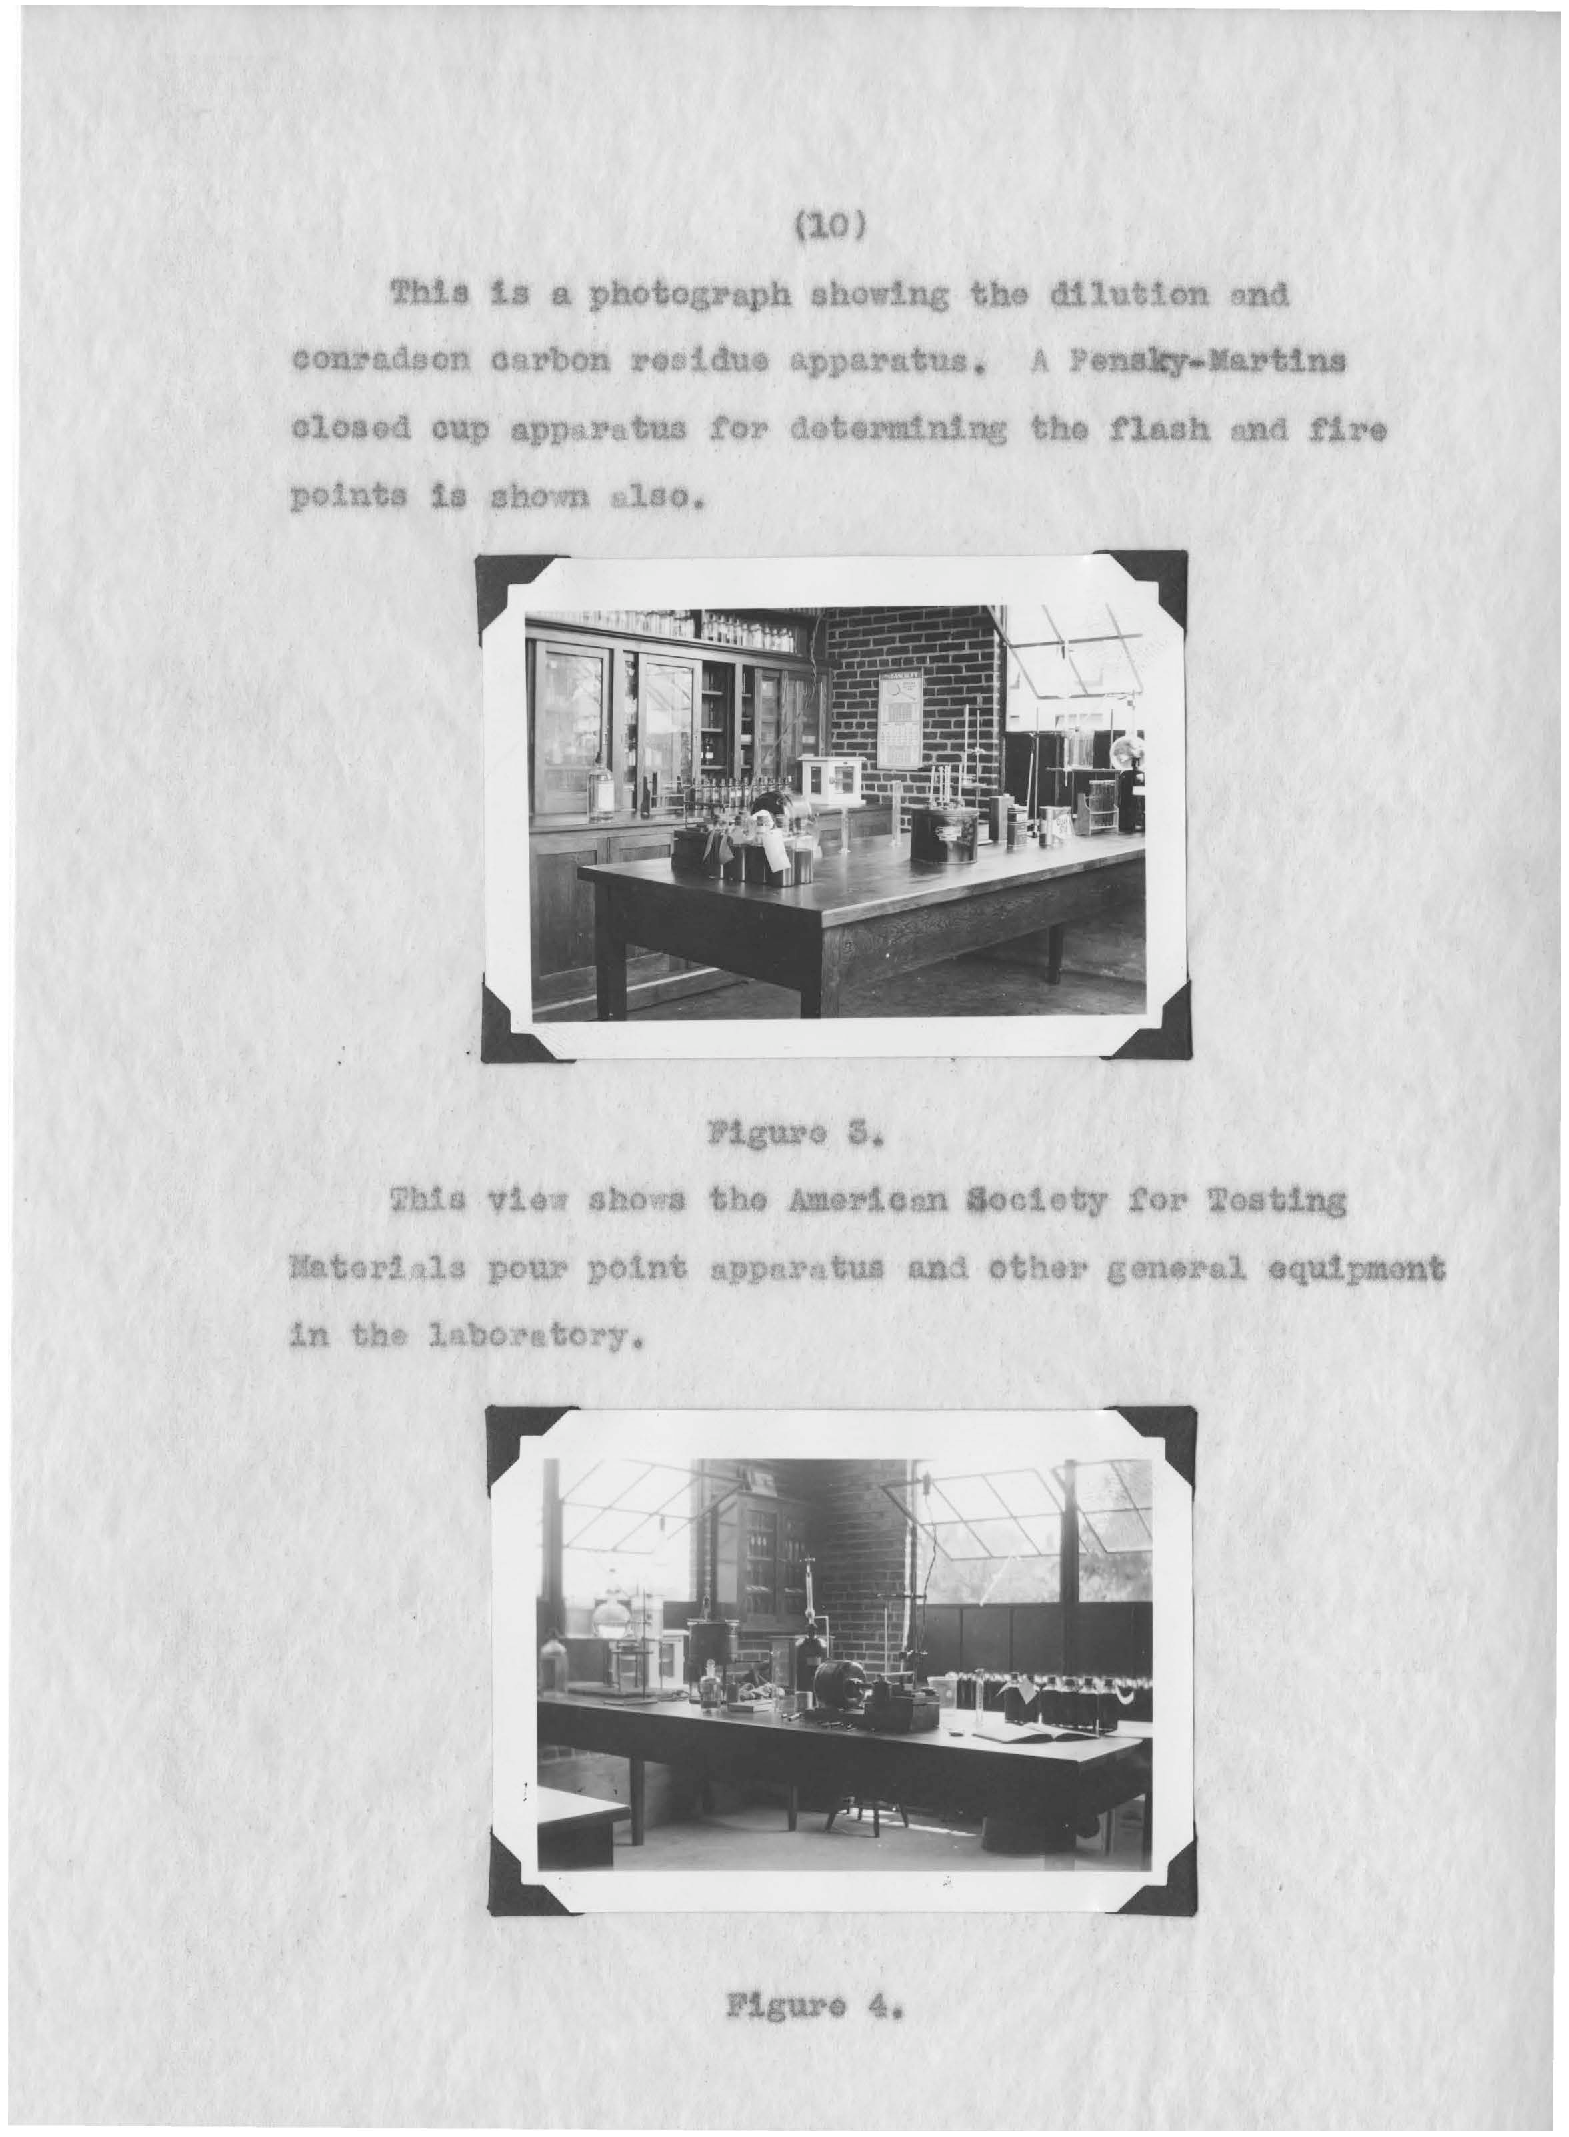 (10)
This is a photograph showing the dilution and
conradson carbon residue apparatus. A Pensky-Martins
closed cup apparatus for determining the flash and fire
points is shown also.
Figure 3.
This view shows the American Society for Testing
Materials pour point apparatus and other general equipment
in the laboratory.
Figure 4.